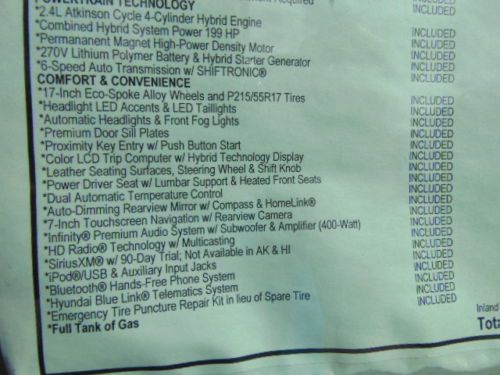 POWERTRAIN TECHNOLOGY
INCLUDED
*2.4L Atkinson Cycle 4-Cylinder Hybrid Engine INCLUDED
*Combined Hybrid System Power 199 HP INCLUDED
*Permananent Magnet High-Power Density Motor INCLUDED
*270V Lithium Polymer Battery & Hybrid Starter Generator INCLUDED
*6-Speed Auto Transmission w/ SHIFTRONIC® INCLUDED
COMFORT & CONVENIENCE
*17-Inch Eco-Spoke Alloy Wheels and P215/55R17 Tires INCLUDED
*Headlight LED Accents & LED Taillights INCLUDED
*Automatic Headlights & Front Fog Lights INCLUDED
*Premium Door Sill Plates INCLUDED
*Proximity Key Entry w/ Push Button Start INCLUDED
*Color LCD Trip Computer w/ Hybrid Technology Display INCLUDED
*Leather Seating Surfaces, Steering Wheel & Shift Knob INCLUDED
*Power Driver Seat w/ Lumbar Support & Heated Front Seats INCLUDED
*Dual Automatic Temperature Control INCLUDED
*Auto-Dimming Rearview Mirror w/ Compass & HomeLink® INCLUDED
*7-Inch Touchscreen Navigation w/ Rearview Camera INCLUDED
*Infinity® Premium Audio System w/ Subwoofer & Amplifier (400-Watt) INCLUDED
*HD Radio® Technology w/ Multicasting INCLUDED
*SiriusXM® w/ 90-Day Trial; Not Available in AK & HI INCLUDED
*iPod®/USB & Auxiliary Input Jacks INCLUDED
*Bluetooth® Hands-Free Phone System INCLUDED
*Hyundai Blue Link® Telematics System INCLUDED
*Emergency Tire Puncture Repair Kit in lieu of Spare Tire INCLUDED
*Full Tank of Gas
Inland
Tota